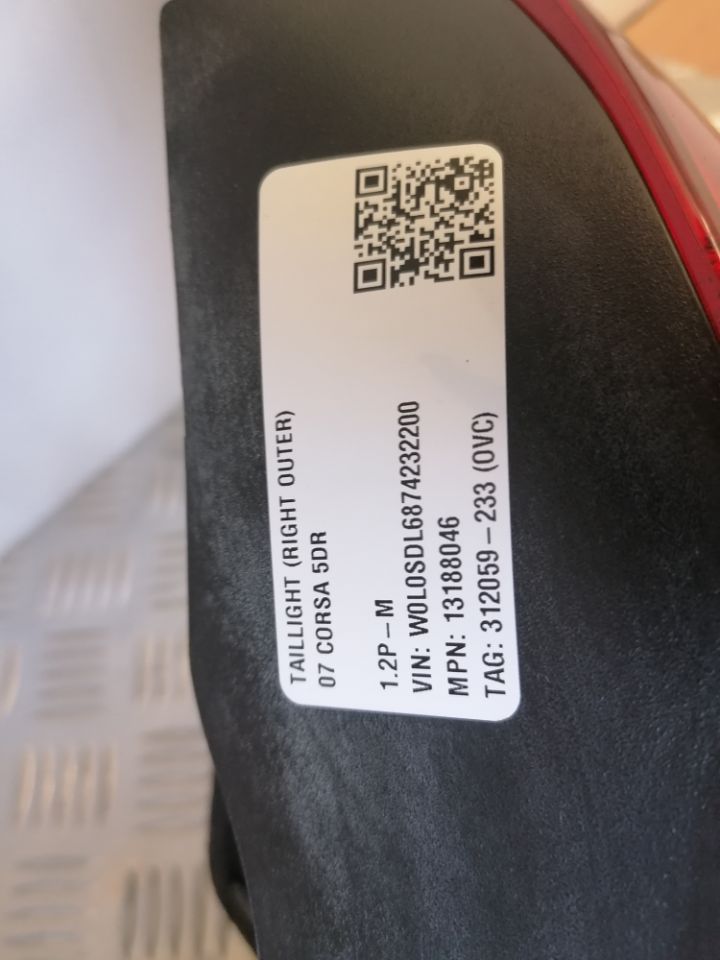 TAILLIGHT (RIGHT OUTER)
07 CORSA 5DR
1.2P – M
VIN: W0L0SDL6874232200
MPN: 13188046
TAG: 312059 – 233 (OVC)